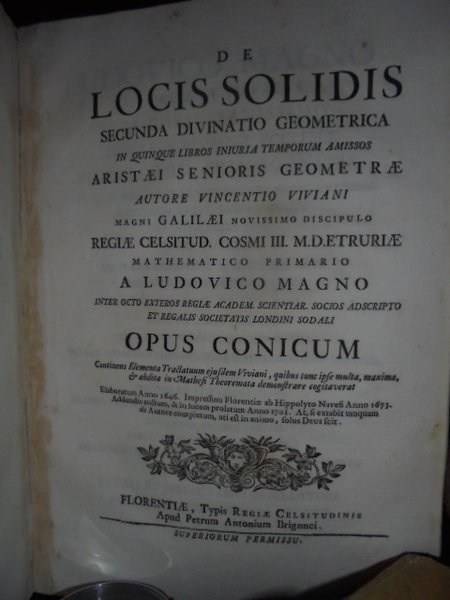 DE
LOCIS SOLIDIS
SECUNDA DIVINATIO GEOMETRICA
IN QUINQUE LIBROS INIURIA TEMPORUM AMISSOS
ARISTÆI SENIORIS GEOMETRÆ
AUTORE VINCENTIO VIVIANI
MAGNI GALILÆI NOVISSIMO DISCIPULO
REGIÆ CELSITUD. COSMI III. M.D.ETRURIÆ
MATHEMATICO PRIMARIO
A LUDOVICO MAGNO
INTER OCTO EXTEROS REGIÆ ACADEM. SCIENTIAR. SOCIOS ADSCRIPTO
ET REGALIS SOCIETATIS LONDINI SODALI
OPUS CONICUM
Continens Elementa Tractatuum ejusdem Viviani, quibus tunc ipse multa, maxima,
& abdita in Mathesi Theoremata demonstrare cogitaverat
Elaboratum Anno 1646. Impressum Florentiæ ab Hippolyto Navesi Anno 1673.
Addendis auctum, & in lucem prolatum Anno 1701. At, si extabit umquam
ab Autore completum, uti est in animo, solus DEUS scit.
FLORENTIÆ, Typis REGIÆ CELSITUDINIS
Apud Petrum Antonium Brigonci.
SUPERIORUM PERMISSU.